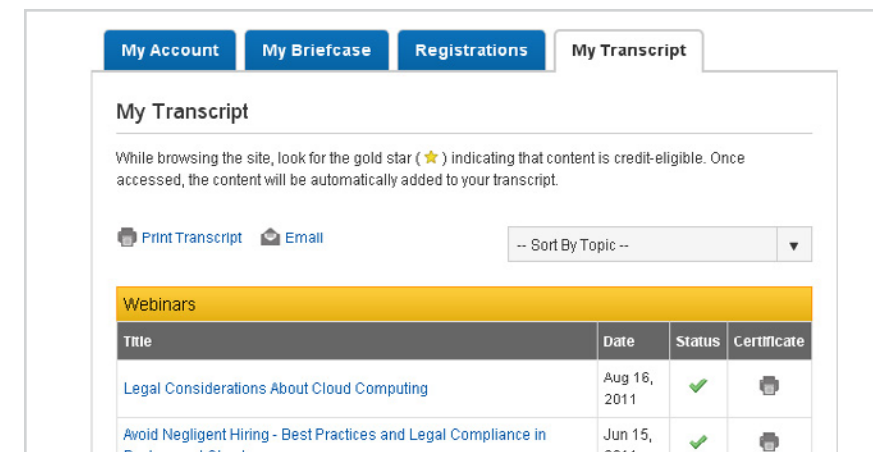 My Account My Briefcase Registrations My Transcript
My Transcript
While browsing the site, look for the gold star ( ) indicating that content is credit-eligible. Once
accessed, the content will be automatically added to your transcript.
Print Transcript Email
-- Sort By Topic --
Webinars
Title Date Status Certificate
Legal Considerations About Cloud Computing
Aug 16,
2011
Avoid Negligent Hiring - Best Practices and Legal Compliance in
Jun 15,